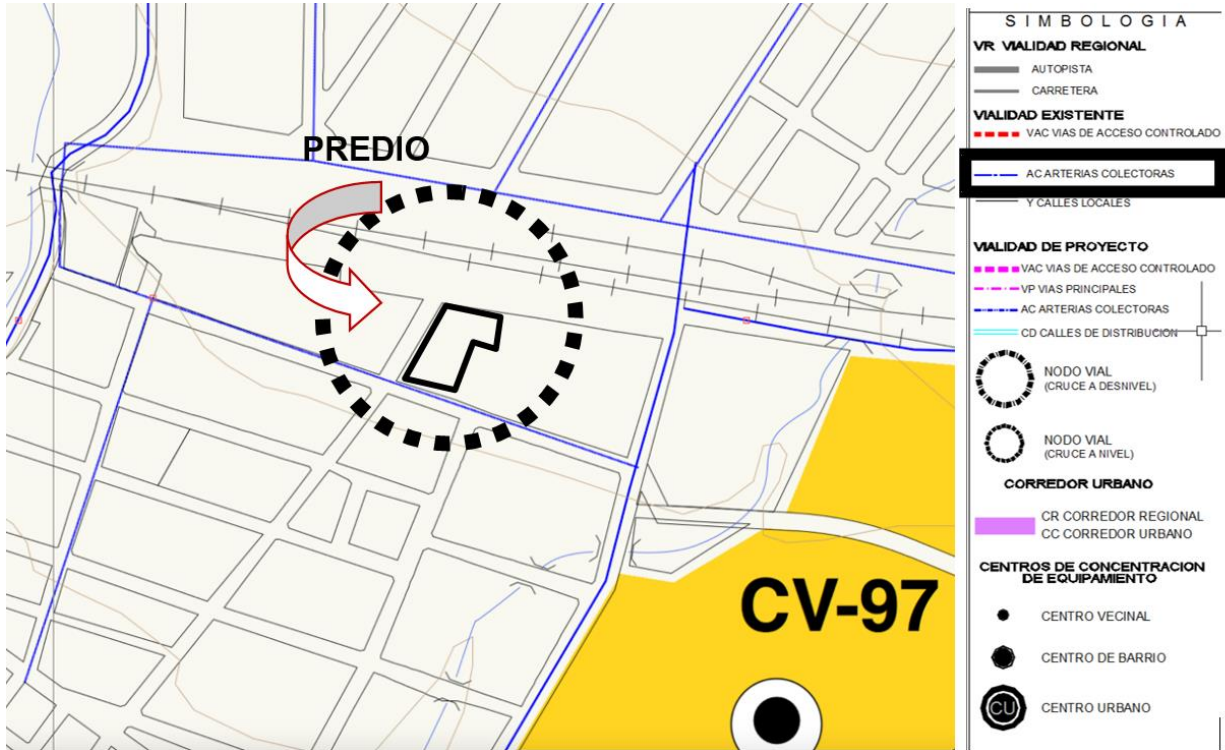 PREDIO
CV-97
SIMBOLOGIA
VR VIALIDAD REGIONAL
AUTOPISTA
CARRETERA
VIALIDAD EXISTENTE
VAC VIAS DE ACCESO CONTROLADO
AC ARTERIAS COLECTORAS
Y CALLES LOCALES
VIALIDAD DE PROYECTO
VAC VIAS DE ACCESO CONTROLADO
VP VIAS PRINCIPALES
AC ARTERIAS COLECTORAS
CD CALLES DE DISTRIBUCION
NODO VIAL
(CRUCE A DESNIVEL)
NODO VIAL
(CRUCE A NIVEL)
CORREDOR URBANO
CR CORREDOR REGIONAL
CC CORREDOR URBANO
CENTROS DE CONCENTRACION
DE EQUIPAMIENTO
CENTRO VECINAL
CENTRO DE BARRIO
CU
CENTRO URBANO